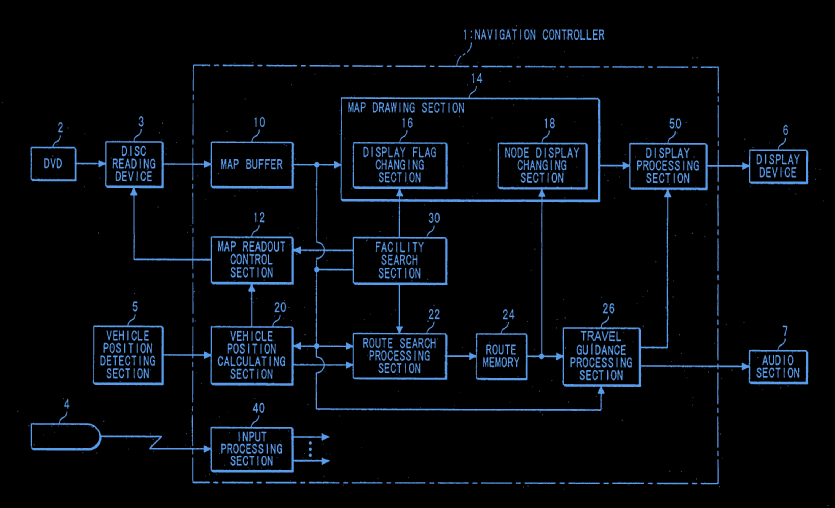 1:NAVIGATION CONTROLLER
14
MAP DRAWING SECTION
2
DVD
3
DISC
READING
DEVICE
10
MAP BUFFER
16
DISPLAY FLAG
CHANGING
SECTION
18
NODE DISPLAY
CHANGING
SECTION
50
DISPLAY
PROCESSING
SECTION
6
DISPLAY
DEVICE
12
MAP READOUT
CONTROL
SECTION
30
FACILITY
SEARCH
SECTION
5
VEHICLE
POSITION
DETECTING
SECTION
20
VEHICLE
POSITION
CALCULATING
SECTION
22
ROUTE SEARCH
PROCESSING
SECTION
24
ROUTE
MEMORY
26
TRAVEL
GUIDANCE
PROCESSING
SECTION
7
AUDIO
SECTION
4
40
INPUT
PROCESSING
SECTION